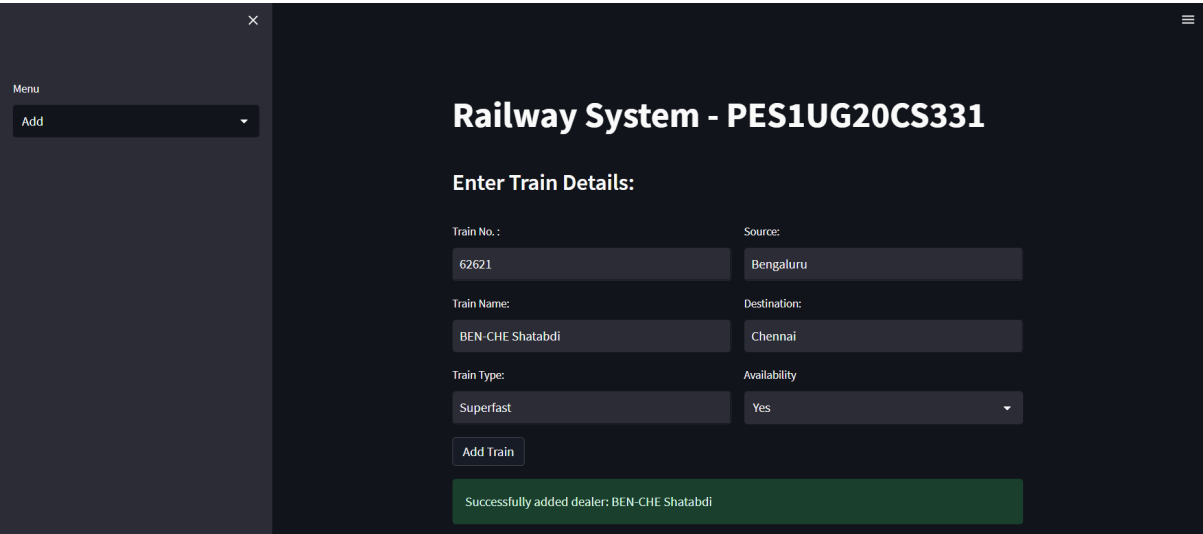 Menu
Add
Railway System - PES1UG20CS331
Enter Train Details:
Train No. :
62621
Source:
Bengaluru
Train Name:
BEN-CHE Shatabdi
Destination:
Chennai
Train Type:
Superfast
Availability
Yes
Add Train
Successfully added dealer: BEN-CHE Shatabdi